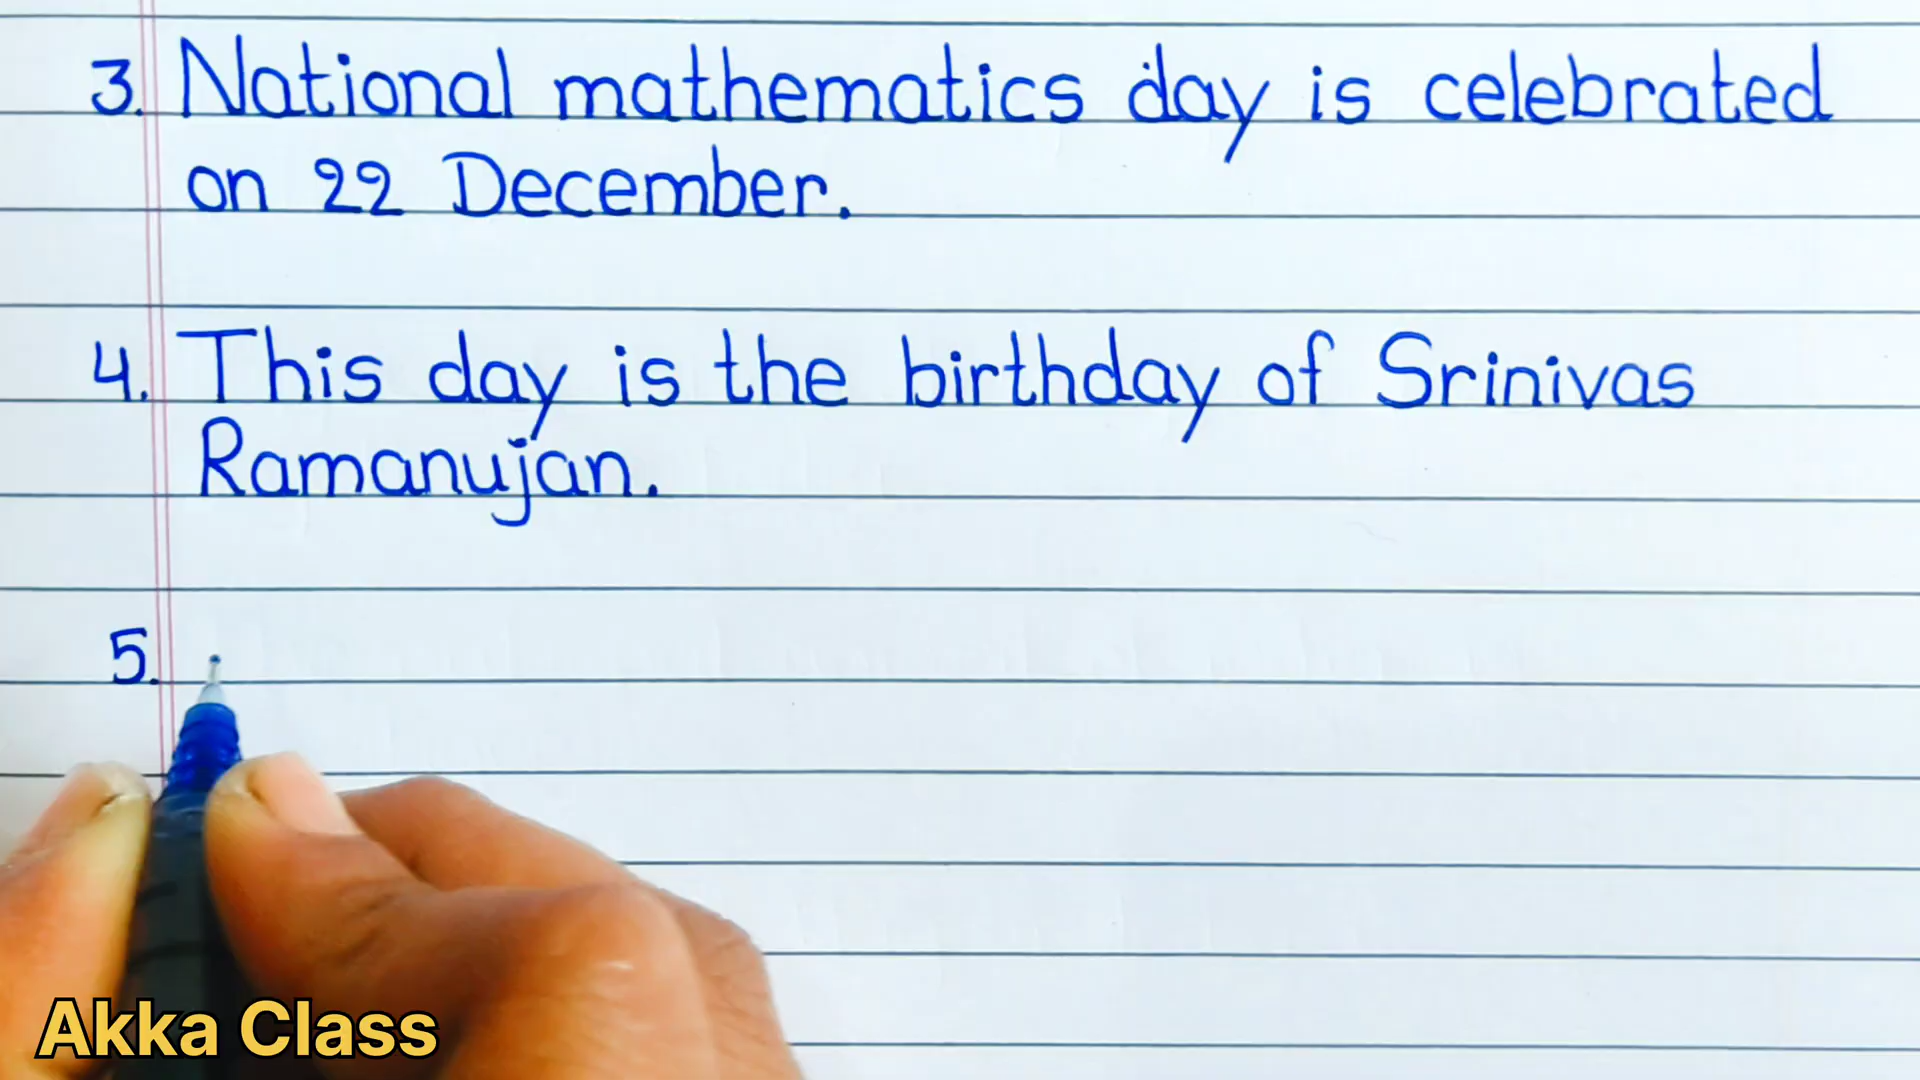 3. National mathematics day is celebrated
on 22 December.
4. This day is the birthday of Srinivas
Ramanujan.
5.
Akka Class